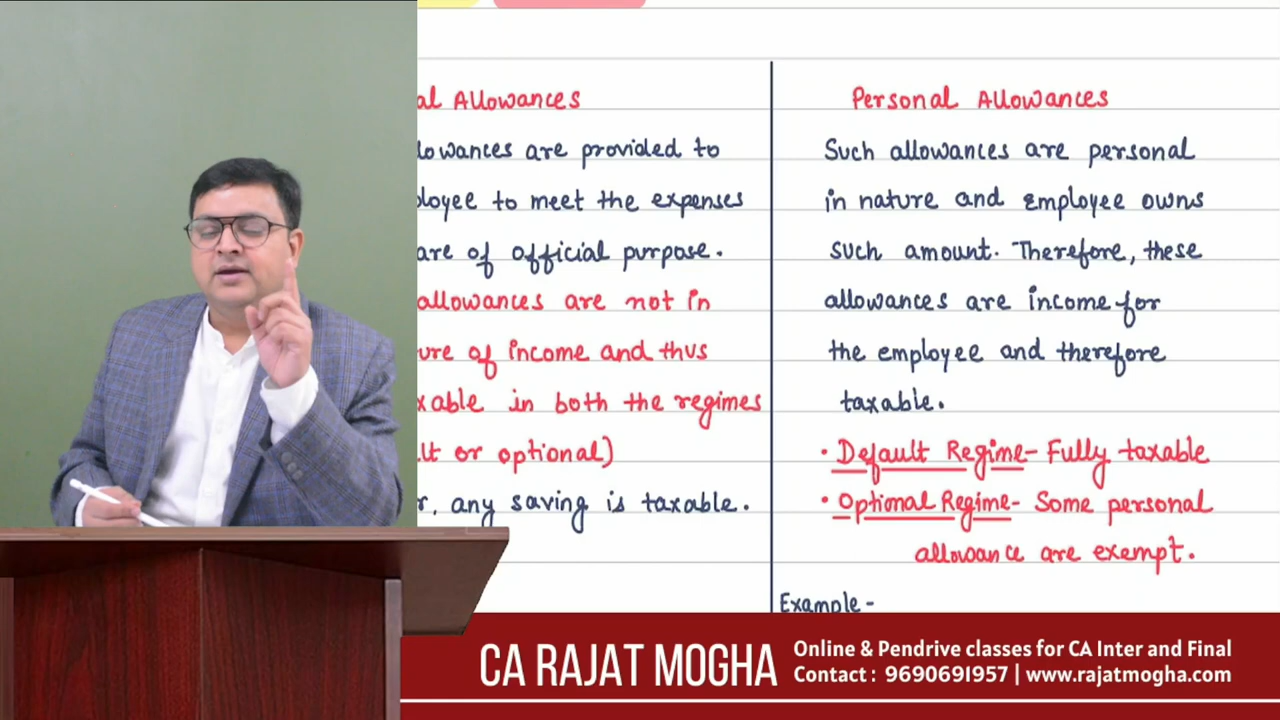 al Allowances
lowances are provided to
ployee to meet the expenses
are of official purpose.
allowances are not in
ure of income and thus
xable in both the regimes
lt or optional)
r, any saving is taxable.
Personal Allowances
Such allowances are personal
in nature and employee owns
such amount. Therefore, these
allowances are income for
the employee and therefore
taxable.
• Default Regime- Fully taxable
• Optional Regime- Some personal
allowance are exempt.
Example-
CA RAJAT MOGHA
Online & Pendrive classes for CA Inter and Final
Contact : 9690691957 | www.rajatmogha.com